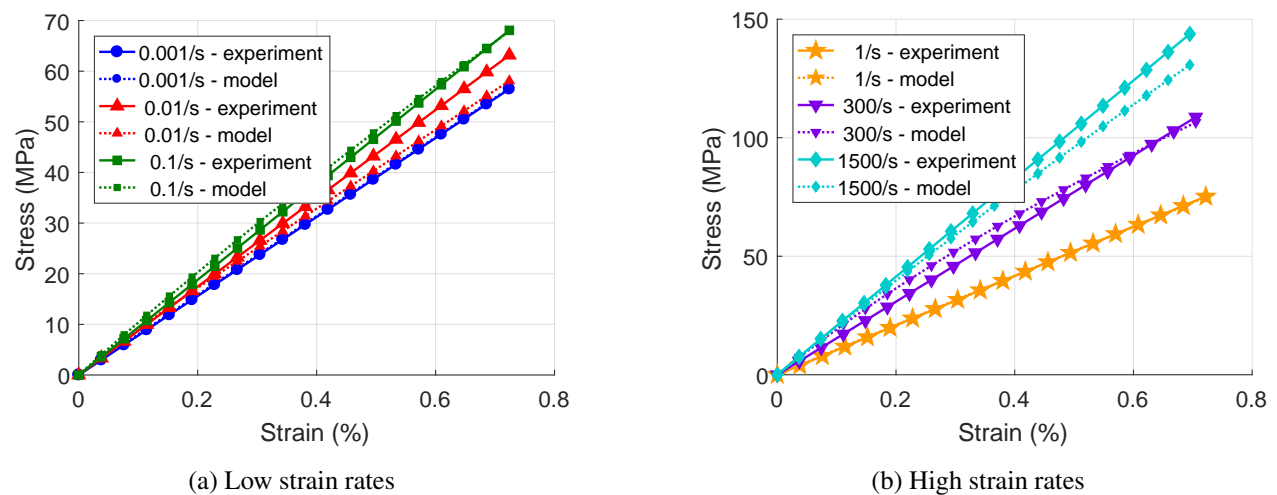 70
60
50
40
30
20
10
0
Stress (MPa)
0.001/s - experiment
0.001/s - model
0.01/s - experiment
0.01/s - model
0.1/s - experiment
0.1/s - model
0 0.2 0.4 0.6 0.8
Strain (%)
(a) Low strain rates
150
100
50
0
Stress (MPa)
1/s - experiment
1/s - model
300/s - experiment
300/s - model
1500/s - experiment
1500/s - model
0 0.2 0.4 0.6 0.8
Strain (%)
(b) High strain rates